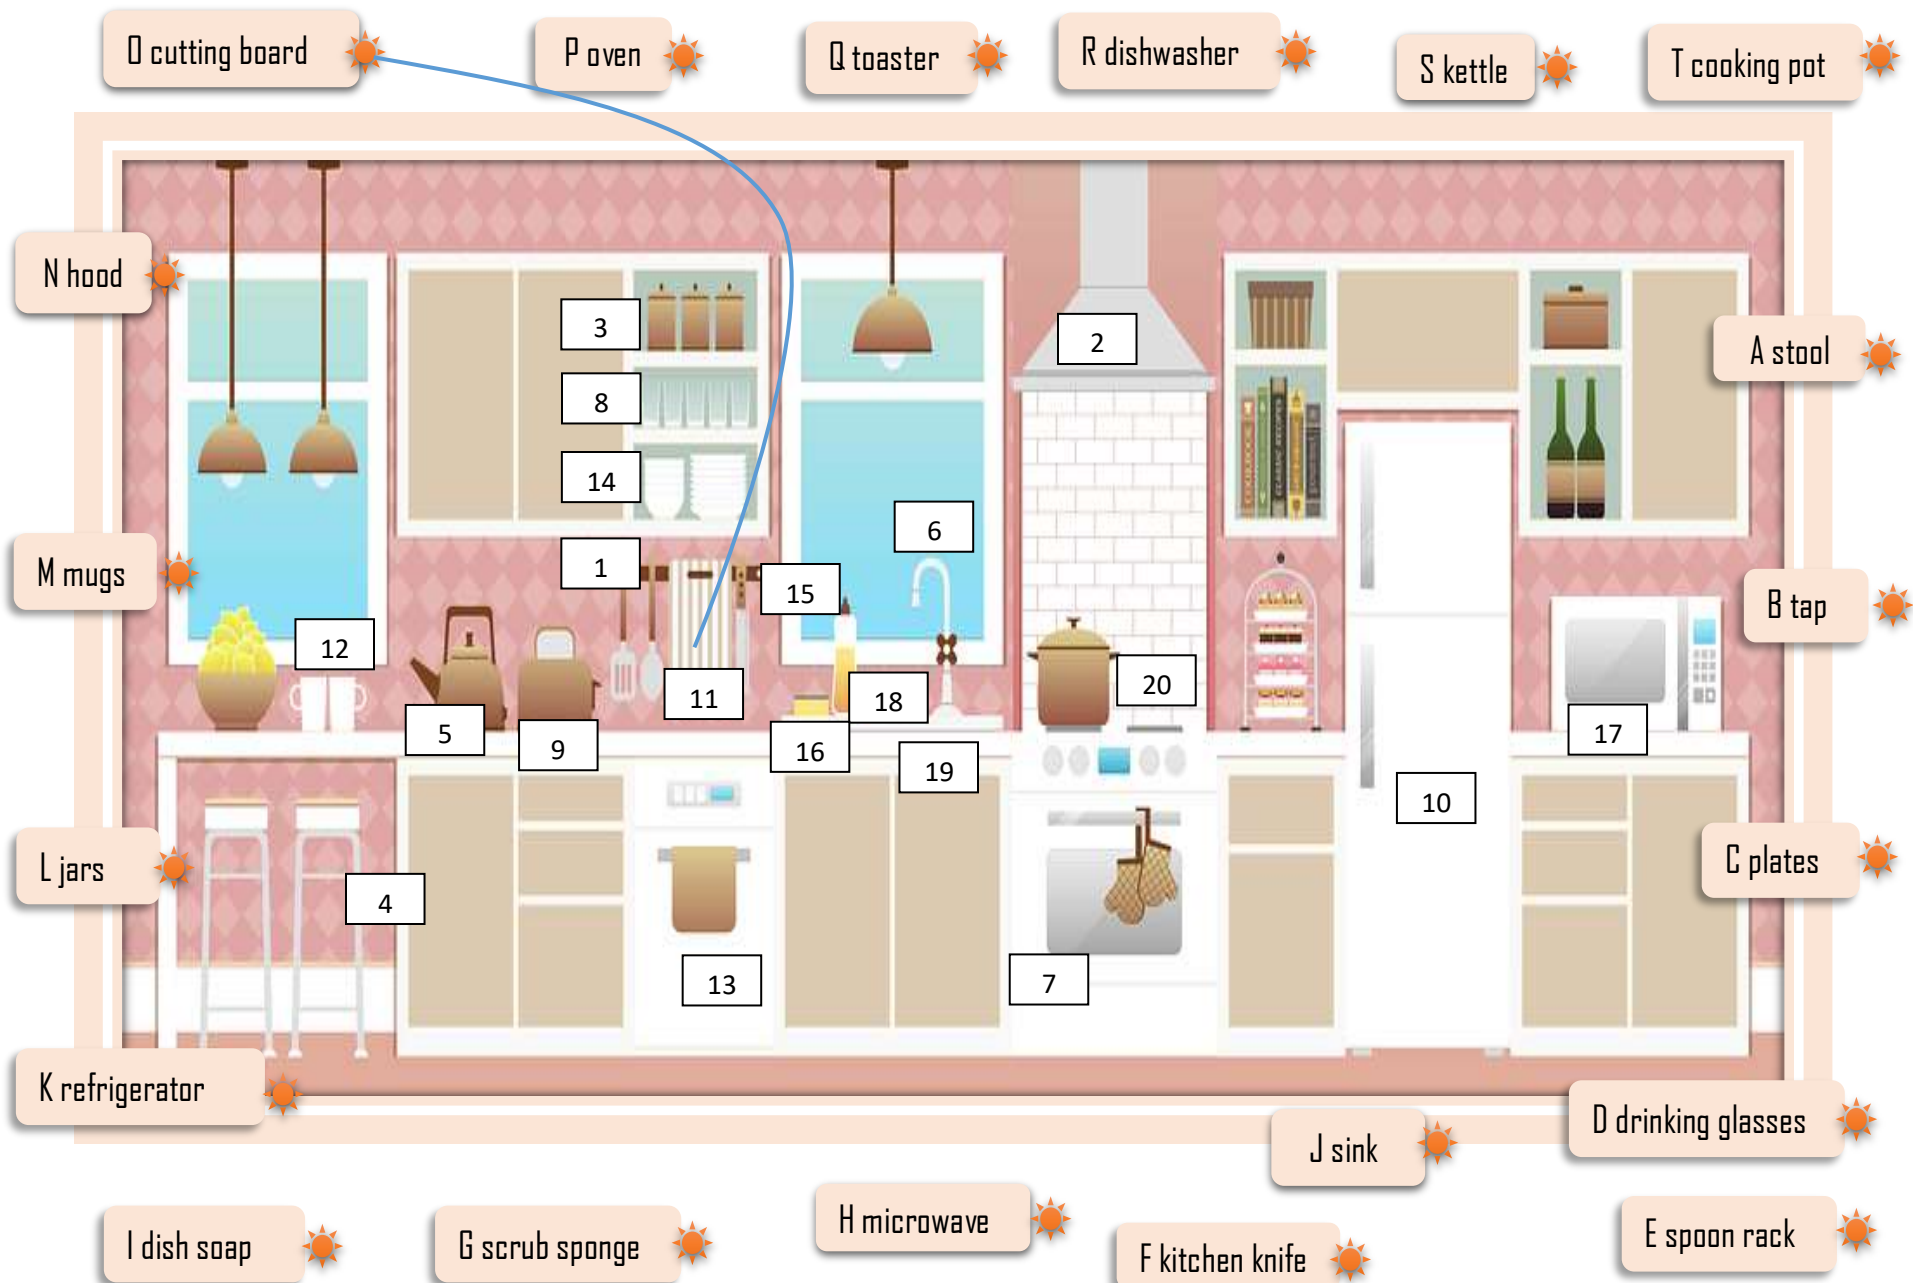 O cutting board
P oven
Q toaster
R dishwasher
S kettle
T cooking pot
N hood
3
2
A stool
8
14
6
M mugs
1
15
B tap
12
11
18
20
5
9
16
19
17
10
L jars
4
C plates
13
7
K refrigerator
D drinking glasses
J sink
I dish soap
G scrub sponge
H microwave
F kitchen knife
E spoon rack